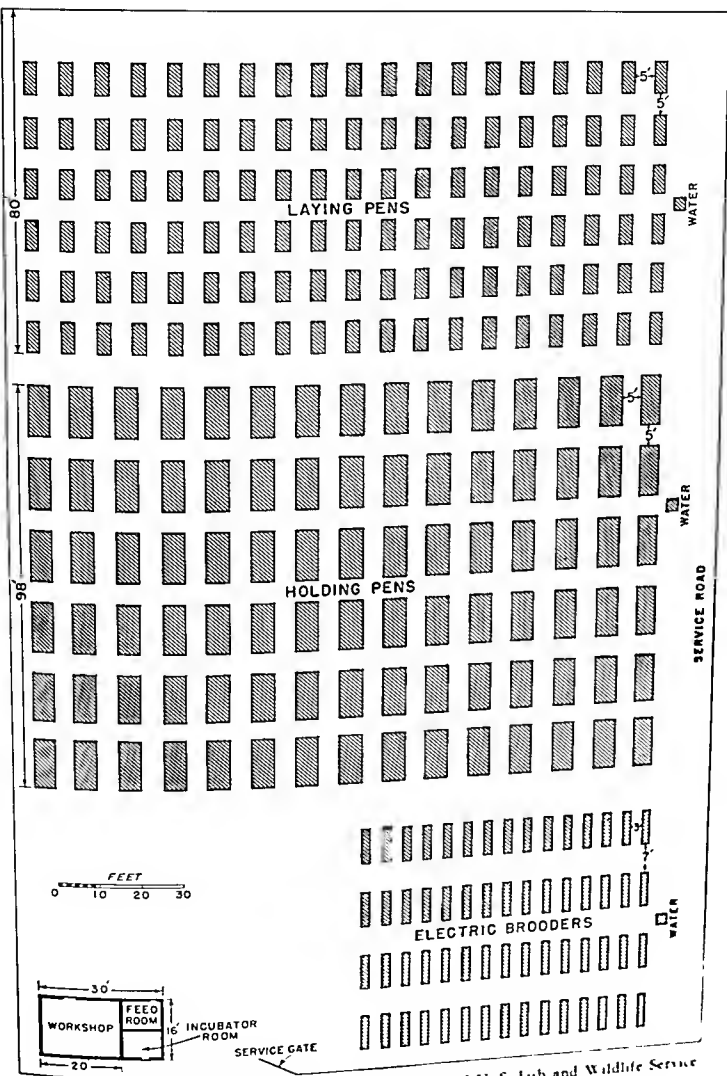 5'
5'
80'
LAYING PENS
WATER
5'
5'
98'
WATER
HOLDING PENS
SERVICE ROAD
3'
7'
FEET
0 10 20 30
ELECTRIC BROODERS
WATER
30'
FEED
ROOM
WORKSHOP
16'
INCUBATOR
ROOM
20
SERVICE GATE
and Wildlife Service